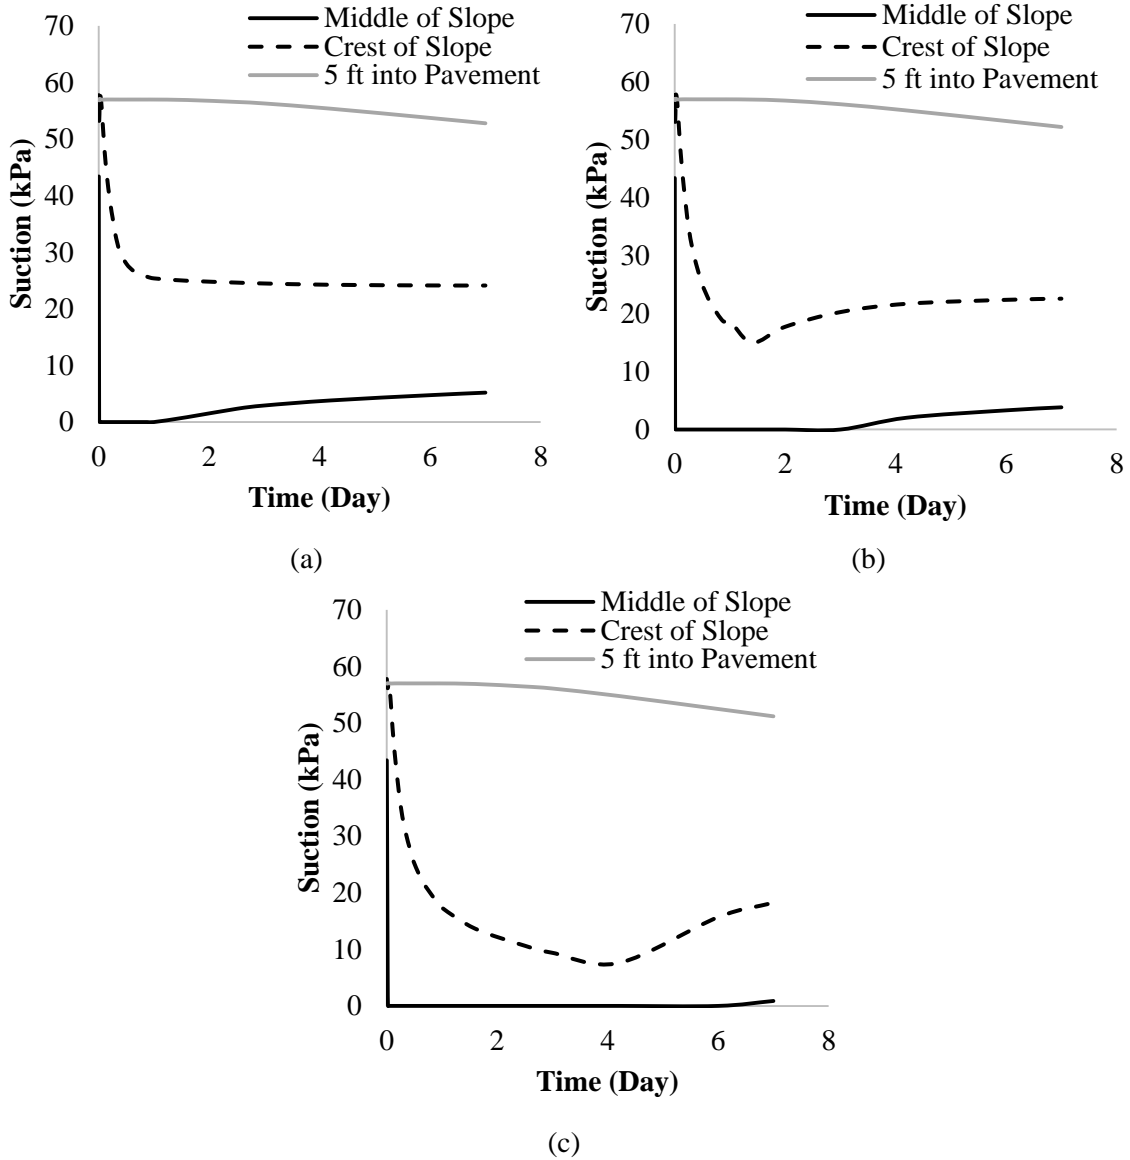 Middle of Slope
Crest of Slope
5 ft into Pavement
70
60
50
40
30
20
10
0
Suction (kPa)
0 2 4 6 8
Time (Day)
(a)
Middle of Slope
Crest of Slope
5 ft into Pavement
70
60
50
40
30
20
10
0
Suction (kPa)
0 2 4 6 8
Time (Day)
(b)
Middle of Slope
Crest of Slope
5 ft into Pavement
70
60
50
40
30
20
10
0
Suction (kPa)
0 2 4 6 8
Time (Day)
(c)